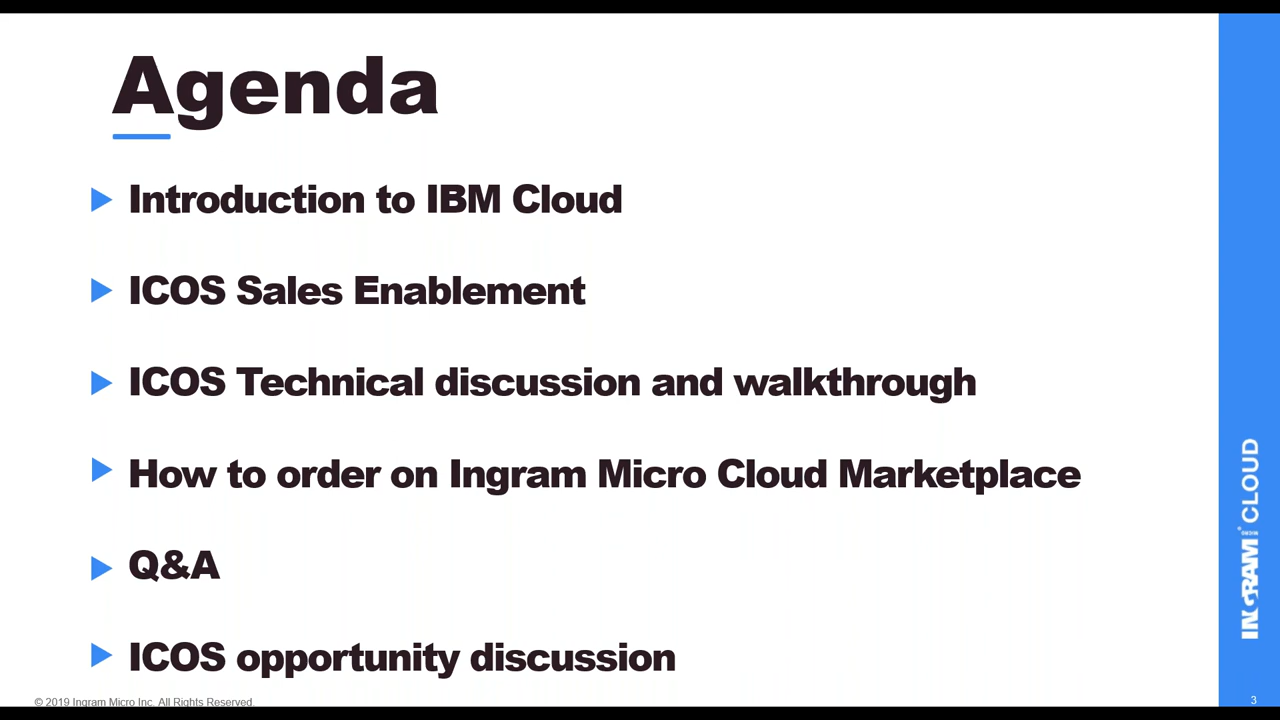 Agenda
Introduction to IBM Cloud
ICOS Sales Enablement
ICOS Technical discussion and walkthrough
How to order on Ingram Micro Cloud Marketplace
Q&A
ICOS opportunity discussion
© 2019 Ingram Micro Inc. All Rights Reserved.
INGRAM MICRO CLOUD
3